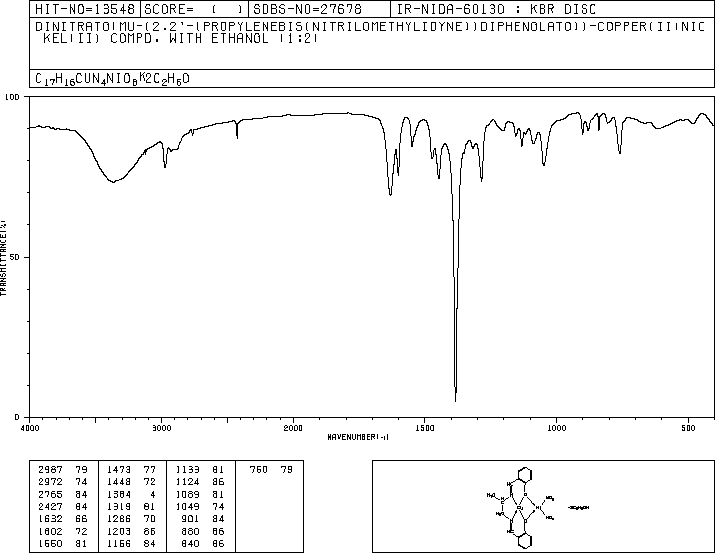 HIT-NO=13548 SCORE= ( ) SDBS-NO=27678 IR-NIDA-60130 : KBR DISC
DINITRATO(MU-(2,2'-(PROPYLENEBIS(NITRILOMETHYLIDYNE))DIPHENOLATO))-COPPER(II)NIC
KEL(II) COMPD. WITH ETHANOL (1:2)
C17H16CUN4NIO8 2C2H6O
100
50
0
TRANSMITTANCE(%)
4000 3000 2000 1500 1000 500
WAVENUMBER(-1)
2987 79 1473 77 1133 81 760 79
2972 74 1448 72 1124 86
2765 84 1384 4 1089 81
2427 84 1319 81 1049 74
1632 66 1286 70 901 84
1602 72 1203 86 880 86
1550 81 1156 84 840 86